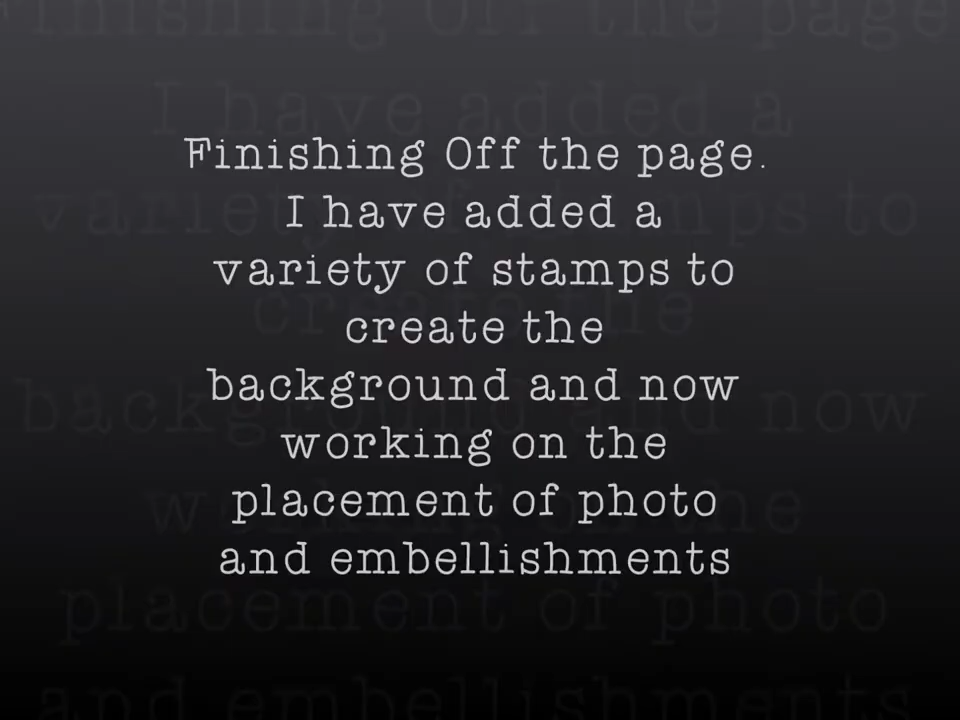 Finishing Off the page.
I have added a
variety of stamps to
create the
background and now
working on the
placement of photo
and embellishments